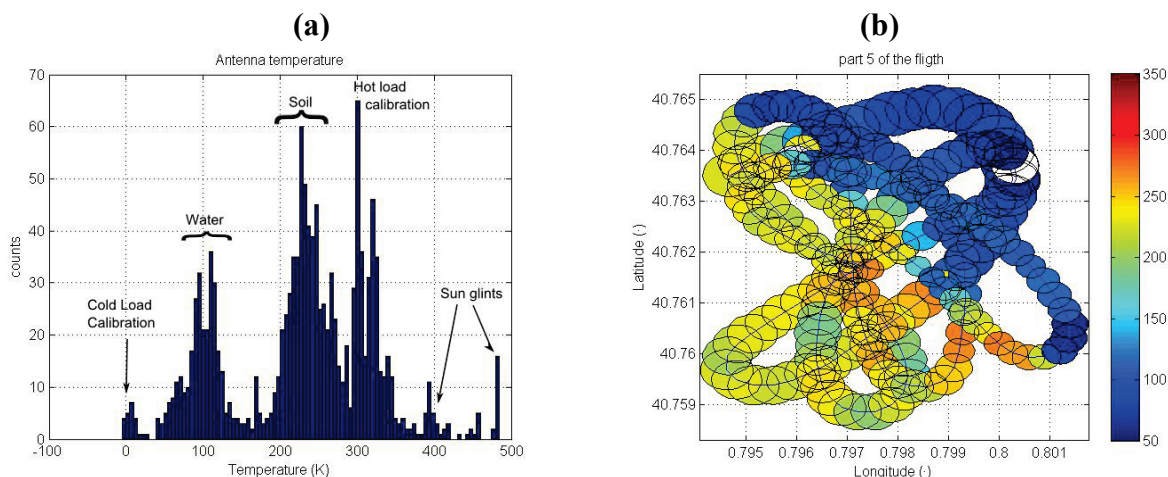 (a)
Antenna temperature
70
60
50
40
30
20
10
0
counts
-100
0
100
200
300
400
500
Temperature (K)
Cold Load
Calibration
Water
Soil
Hot load
calibration
Sun glints
(b)
part 5 of the fligth
40.765
40.764
40.763
40.762
40.761
40.76
40.759
Latitude (·)
0.795
0.796
0.797
0.798
0.799
0.8
0.801
Longitude (·)
350
300
250
200
150
100
50